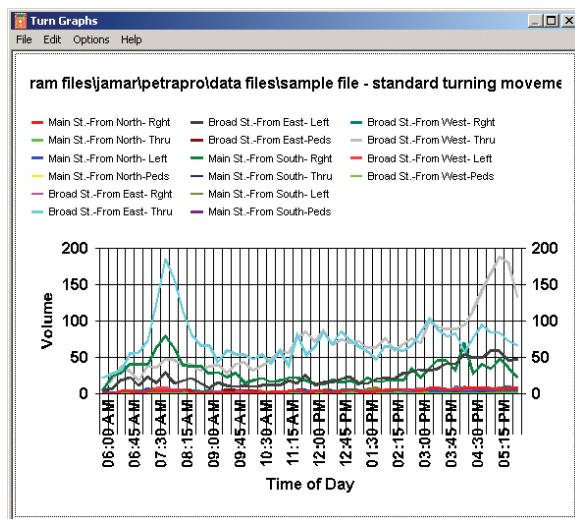 Turn Graphs
File Edit Options Help
ram files\jamar\petrapro\data files\sample file - standard turning moveme
Main St.-From North- Rght Broad St.-From East- Left Broad St.-From West- Rght
Main St.-From North- Thru Broad St.-From East-Peds Broad St.-From West- Thru
Main St.-From North- Left Main St.-From South- Rght Broad St.-From West- Left
Main St.-From North-Peds Main St.-From South- Thru Broad St.-From West-Peds
Broad St.-From East- Rght Main St.-From South- Left
Broad St.-From East- Thru Main St.-From South-Peds
200 200
150 150
100 100
50 50
0 0
Volume
06:00 AM 06:45 AM 07:30 AM 08:15 AM 09:00 AM 09:45 AM 10:30 AM 11:15 AM 12:00 PM 12:45 PM 01:30 PM 02:15 PM 03:00 PM 03:45 PM 04:30 PM 05:15 PM
Time of Day